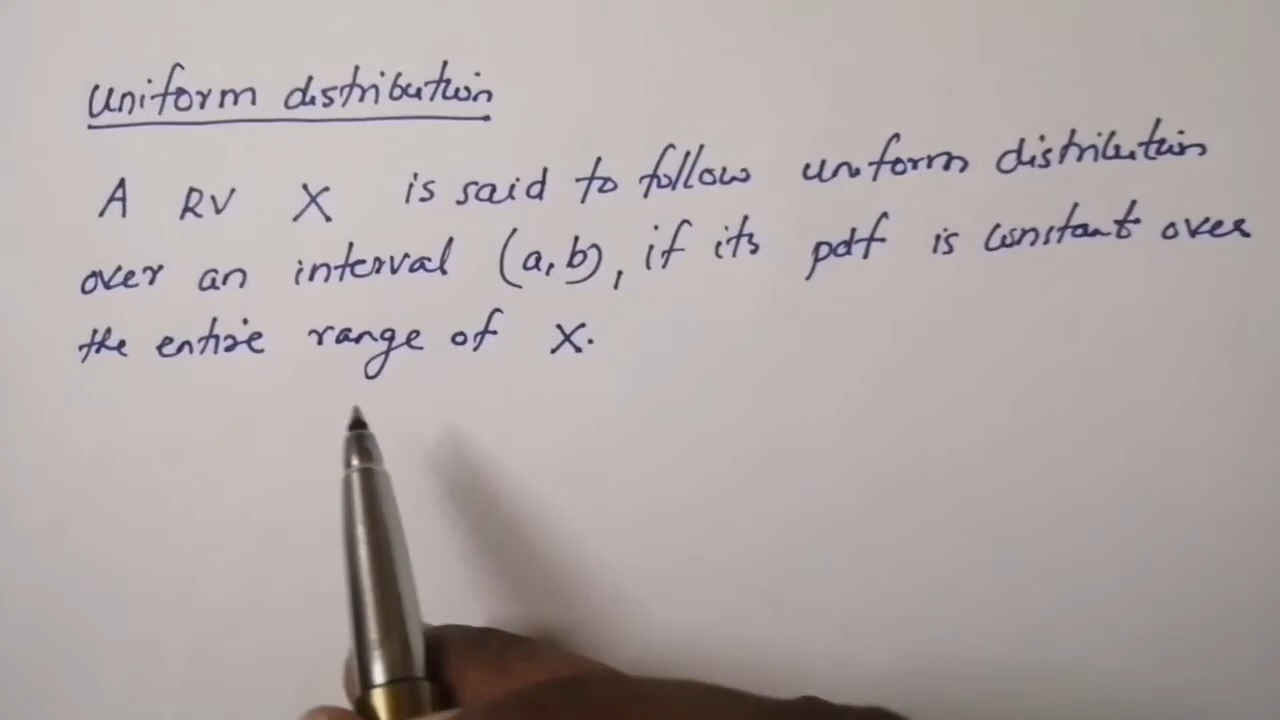 Uniform distribution
A RV X is said to follow uniform distribution
over an interval (a,b), if its pdf is constant over
the entire range of X.